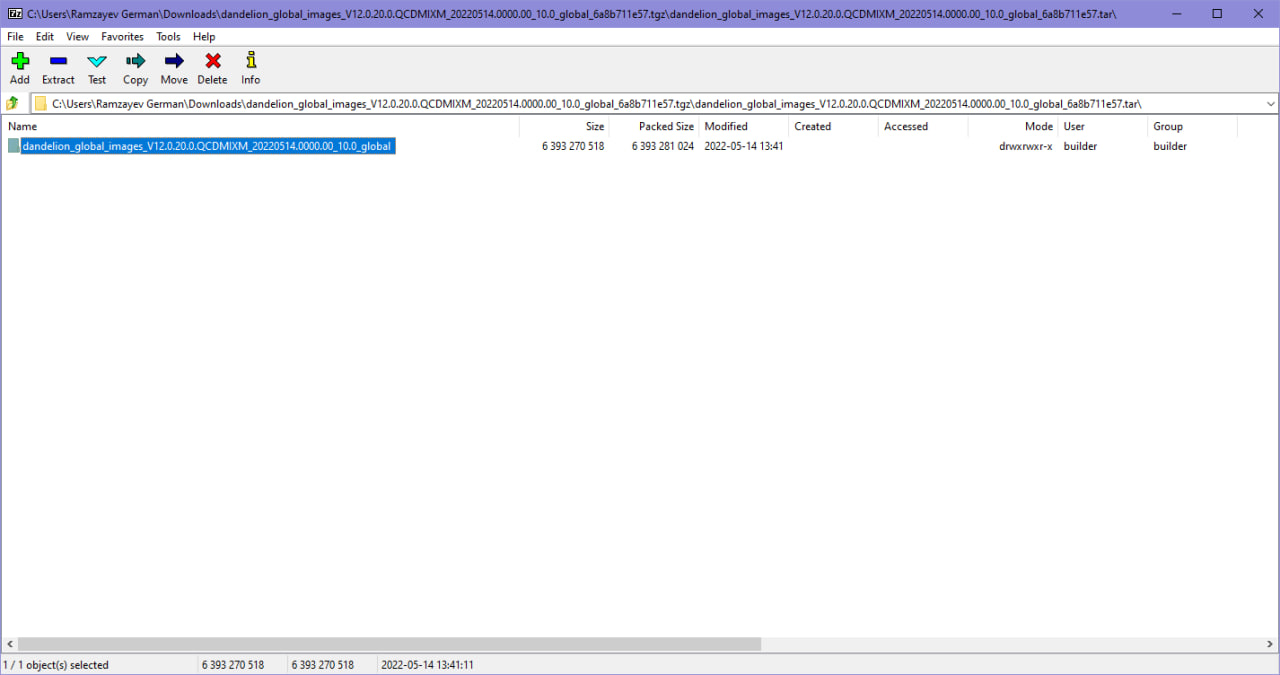 7z C:\Users\Ramzayev German\Downloads\dandelion_global_images_V12.0.20.0.QCDMIXM_20220514.0000.00_10.0_global_6a8b711e57.tgz\dandelion_global_images_V12.0.20.0.QCDMIXM_20220514.0000.00_10.0_global_6a8b711e57.tar\
File Edit View Favorites Tools Help
Add Extract Test Copy Move Delete Info
C:\Users\Ramzayev German\Downloads\dandelion_global_images_V12.0.20.0.QCDMIXM_20220514.0000.00_10.0_global_6a8b711e57.tgz\dandelion_global_images_V12.0.20.0.QCDMIXM_20220514.0000.00_10.0_global_6a8b711e57.tar\
Name Size Packed Size Modified Created Accessed Mode User Group
dandelion_global_images_V12.0.20.0.QCDMIXM_20220514.0000.00_10.0_global 6 393 270 518 6 393 281 024 2022-05-14 13:41 drwxrwxr-x builder builder
1 / 1 object(s) selected 6 393 270 518 6 393 270 518 2022-05-14 13:41:11